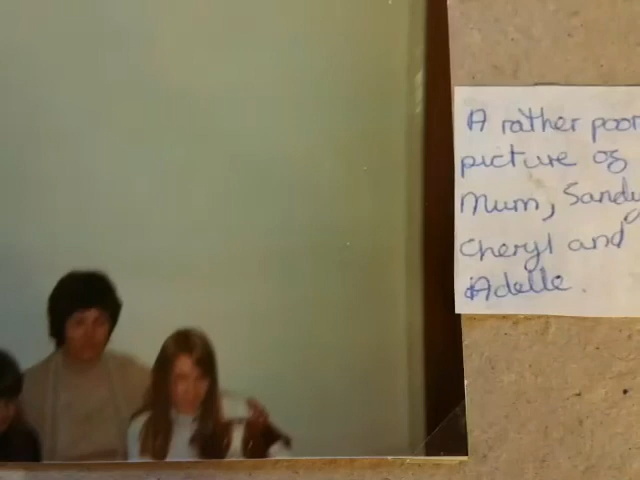 A rather poor
picture of
Mum, Sandy
Cheryl and
Adelle.